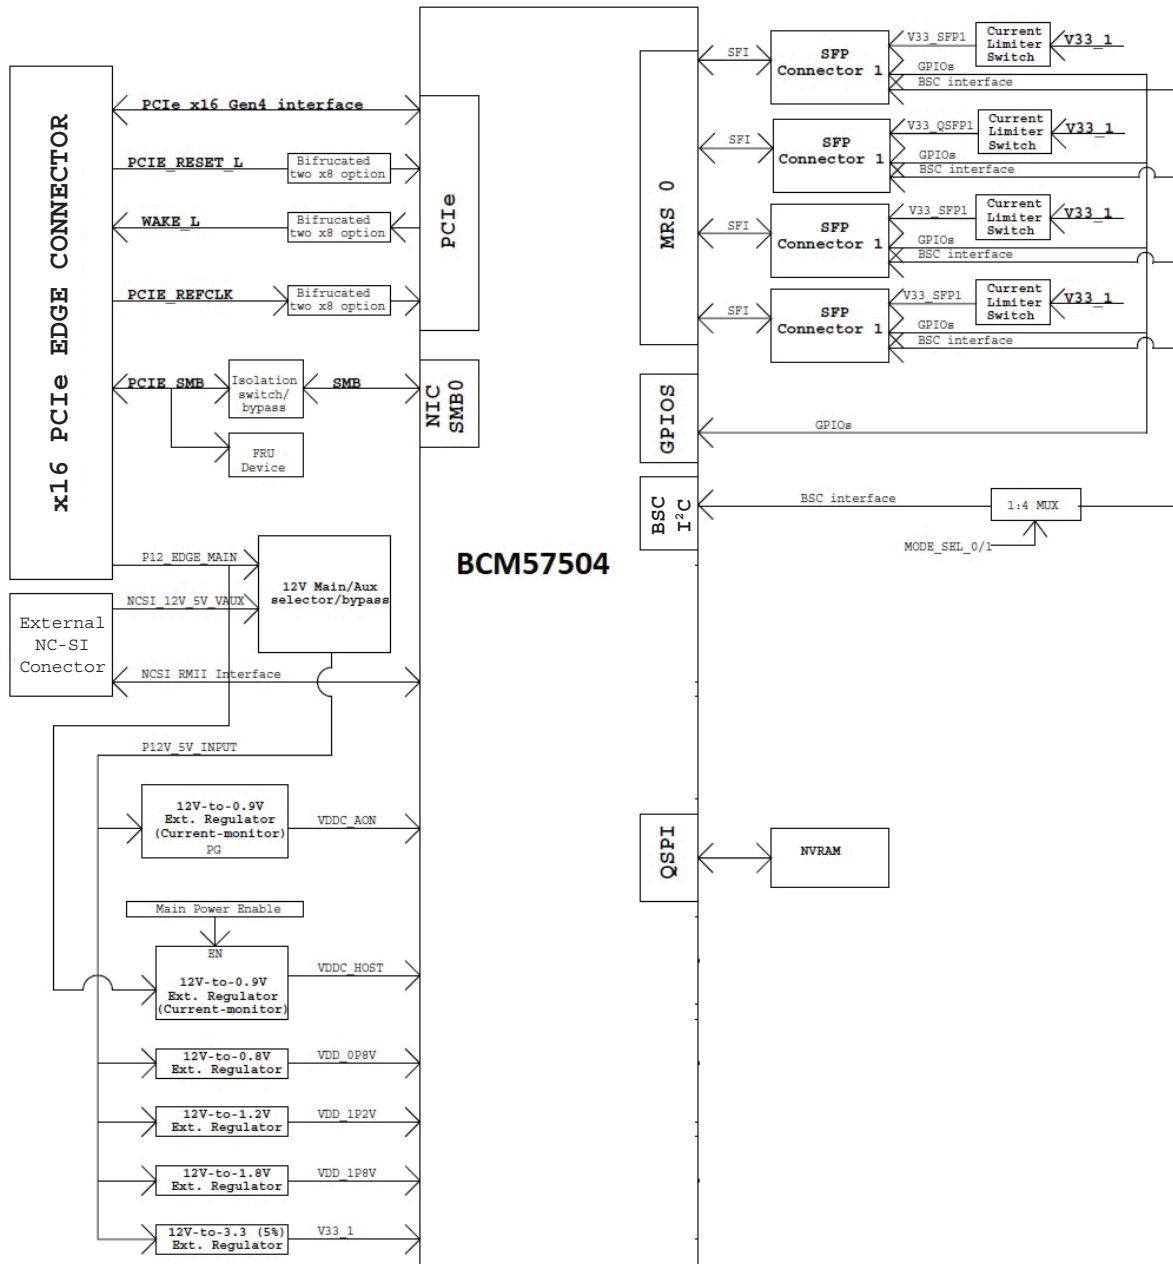 x16 PCIe EDGE CONNECTOR
PCIe x16 Gen4 interface
PCIE_RESET_L
Bifrucated
two x8 option
WAKE_L
Bifrucated
two x8 option
PCIE_REFCLK
Bifrucated
two x8 option
PCIe
PCIE_SMB
Isolation
switch/
bypass
SMB
NIC
SMB0
FRU
Device
P12_EDGE_MAIN
12V Main/Aux
selector/bypass
External
NC-SI
Conector
NCSI_12V_5V_VAUX
NCSI RMII Interface
P12V_5V_INPUT
12V-to-0.9V
Ext. Regulator
(Current-monitor)
PG
VDDC_AON
Main Power Enable
EN
12V-to-0.9V
Ext. Regulator
(Current-monitor)
VDDC_HOST
12V-to-0.8V
Ext. Regulator
VDD_0P8V
12V-to-1.2V
Ext. Regulator
VDD_1P2V
12V-to-1.8V
Ext. Regulator
VDD_1P8V
12V-to-3.3 (5%)
Ext. Regulator
V33_1
BCM57504
MRS 0
SFI
SFP
Connector 1
V33_SFP1
Current
Limiter
Switch
V33_1
GPIOs
BSC interface
SFI
SFP
Connector 1
V33_QSFP1
Current
Limiter
Switch
V33_1
GPIOs
BSC interface
SFI
SFP
Connector 1
V33_SFP1
Current
Limiter
Switch
V33_1
GPIOs
BSC interface
SFI
SFP
Connector 1
V33_SFP1
Current
Limiter
Switch
V33_1
GPIOs
BSC interface
GPIOS
GPIOs
BSC
I²C
BSC interface
1:4 MUX
MODE_SEL_0/1
QSPI
NVRAM